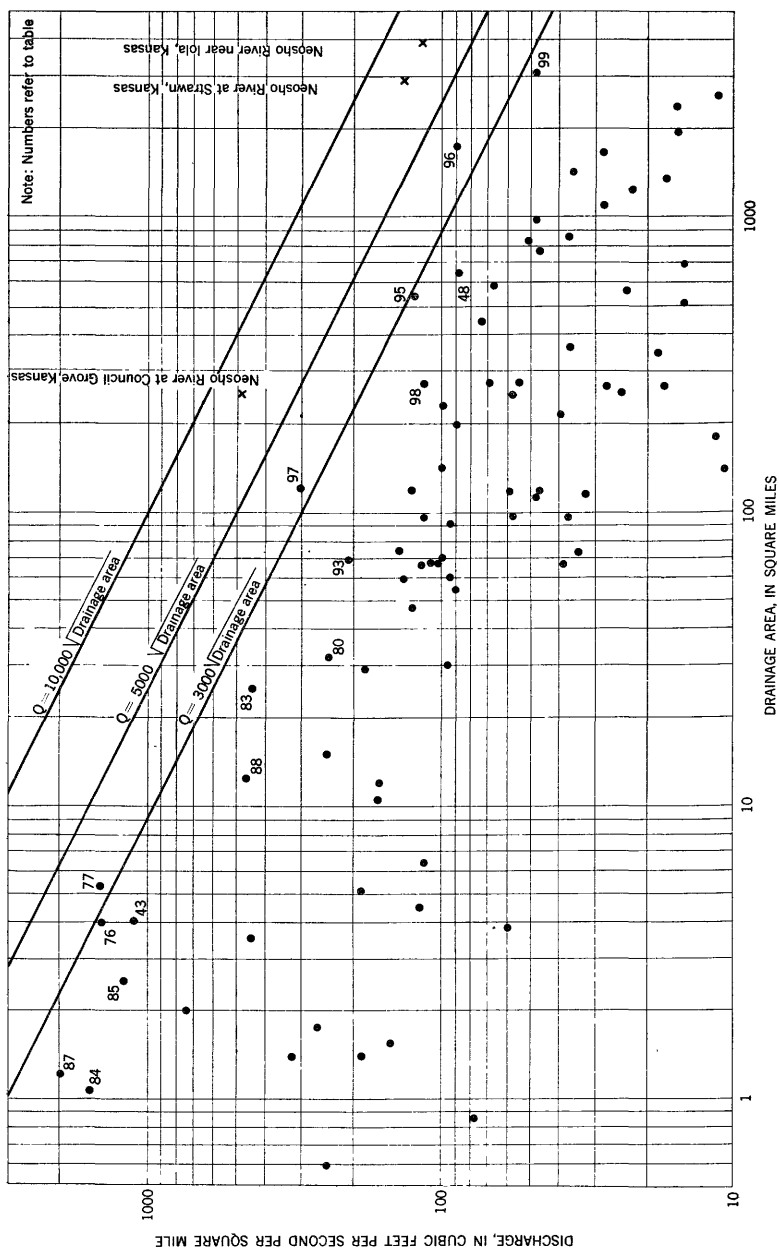 Note: Numbers refer to table
Neosho River near Iola, Kansas
Neosho River at Strawn, Kansas
Neosho River at Council Grove, Kansas
Q = 10,000 √Drainage area
Q = 5000 √Drainage area
Q = 3000 √Drainage area
99
96
95
48
98
97
93
80
83
88
77
76
43
85
87
84
DISCHARGE, IN CUBIC FEET PER SECOND PER SQUARE MILE
1000
100
10
1
10
100
1000
DRAINAGE AREA, IN SQUARE MILES